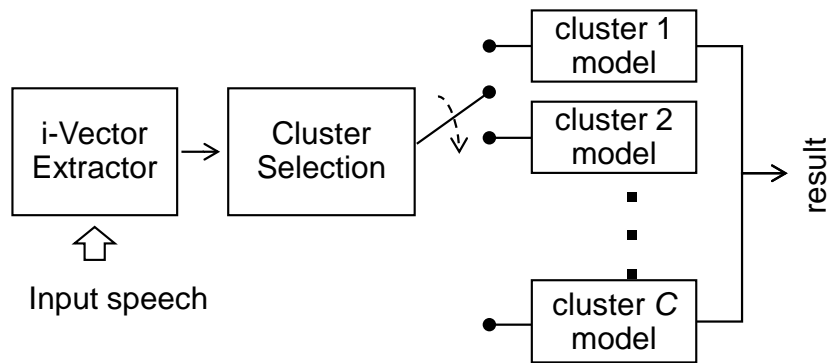 i-Vector
Extractor
Input speech
Cluster
Selection
cluster 1
model
cluster 2
model
cluster C
model
result